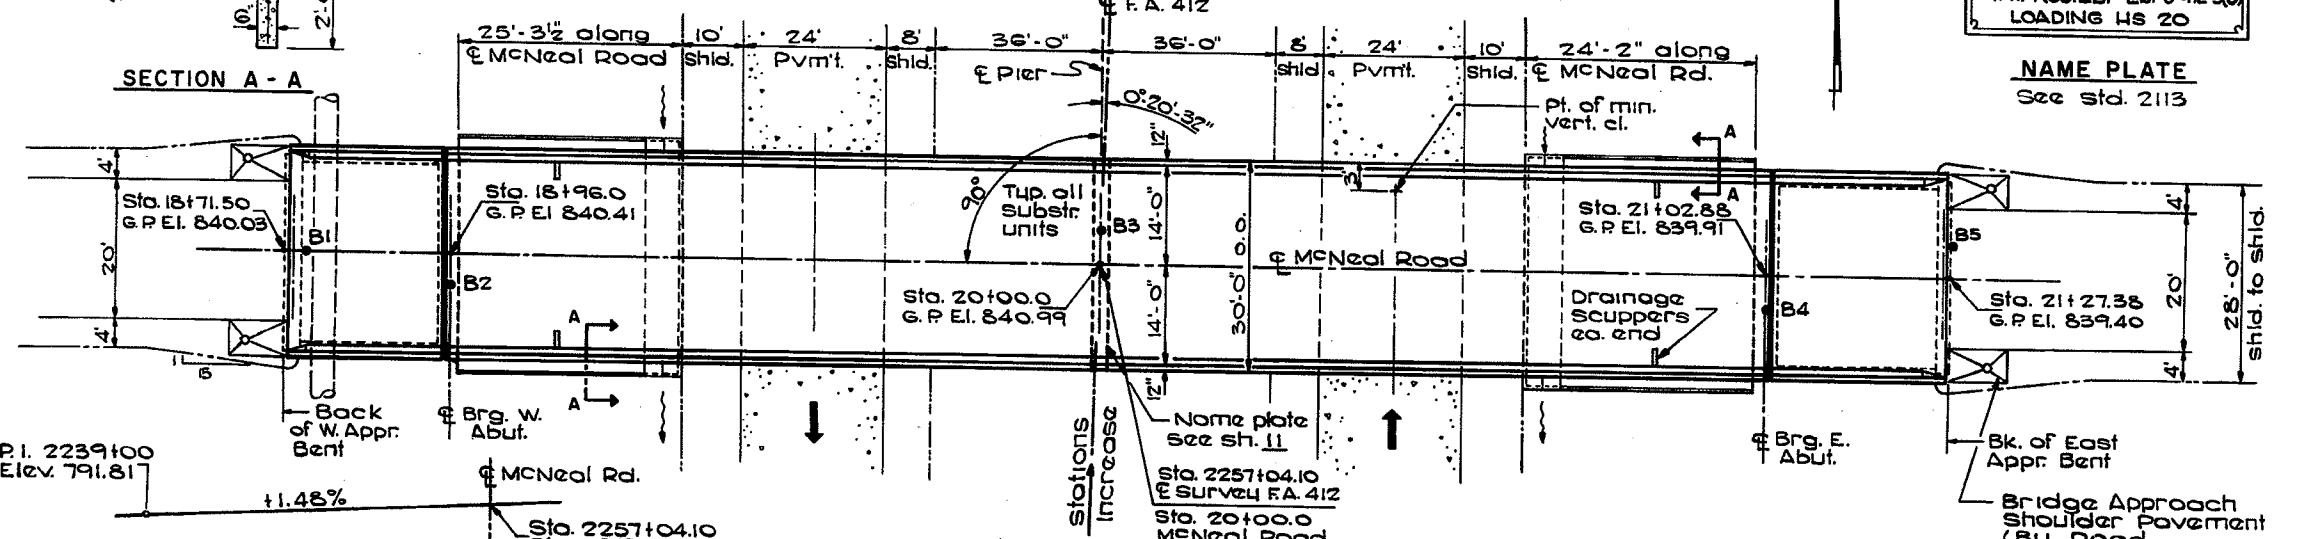 SECTION A - A
25'-3½" along
℄ McNeal Road
10'
Shld.
24'
Pvm't.
8'
Shld.
36'-0"
℄ F.A. 412
36'-0"
℄ Pier
0°-20'-32"
8'
Shld
24'
Pvm't.
10'
Shld.
24'-2" along
℄ McNeal Rd.
LOADING HS 20
NAME PLATE
See Std. 2113
Pt. of min.
vert. cl.
A
A
4'
20'
4'
Sta. 18+71.50
G.P. El. 840.03
B1
Sta. 18+96.0
G.P. El 840.41
B2
90°
Typ. all
substr.
units
12"
14'-0"
14'-0"
12"
B3
30'-0"
3'
℄ McNeal Road
Sta. 20+00.0
G.P. El. 840.99
Sta. 21+02.88
G.P. El. 839.91
B4
B5
Drainage
scuppers
ea. end
Sta. 21+27.38
G.P. El. 839.40
4'
20'
4'
28'-0"
shld. to shld.
A
A
15
1
Back
of W. Appr.
Bent
℄ Brg. W.
Abut.
Stations
Increase
Name plate
See sh. 11
℄ Brg. E.
Abut.
Bk. of East
Appr. Bent
P.I. 2239+00
Elev. 791.81
+1.48%
℄ McNeal Rd.
Sta. 2257+04.10
Sta. 2257+04.10
℄ Survey F.A. 412
Sta. 20+00.0
McNeal Road
Bridge Approach
Shoulder Pavement